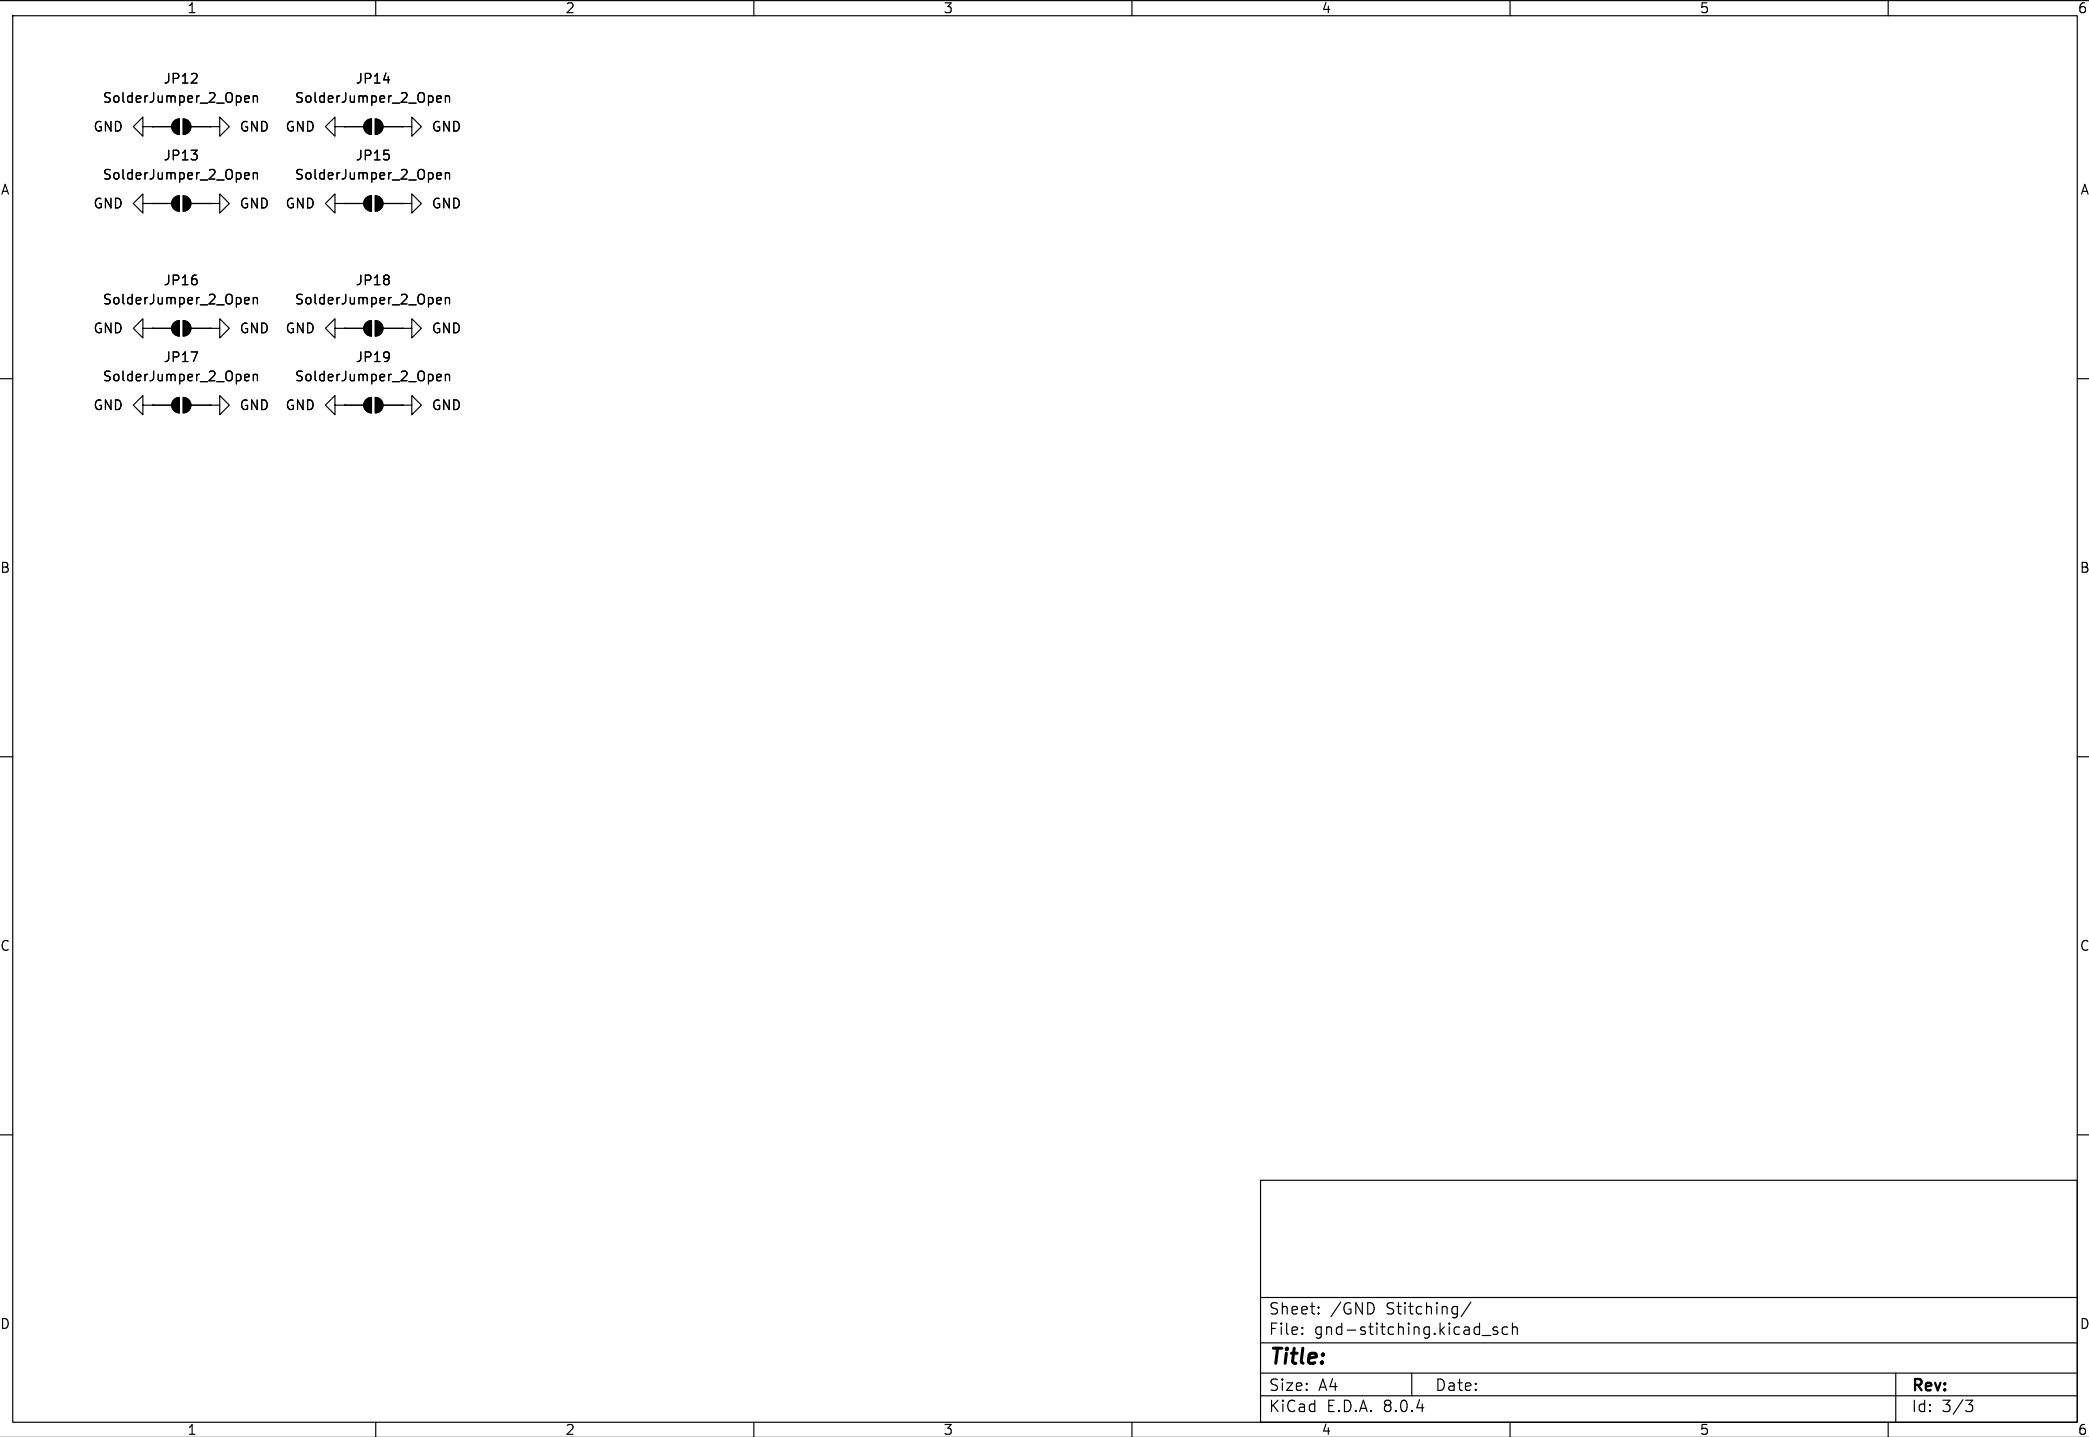 1 2 3 4 5 6
JP12 JP14
SolderJumper_2_Open SolderJumper_2_Open
GND GND GND GND
JP13 JP15
SolderJumper_2_Open SolderJumper_2_Open
A A
GND GND GND GND
JP16 JP18
SolderJumper_2_Open SolderJumper_2_Open
GND GND GND GND
JP17 JP19
SolderJumper_2_Open SolderJumper_2_Open
GND GND GND GND
B B
C C
Sheet: /GND Stitching/
D D
File: gnd-stitching.kicad_sch
Title:
Size: A4 Date: Rev:
KiCad E.D.A. 8.0.4 Id: 3/3
1 2 3 4 5 6